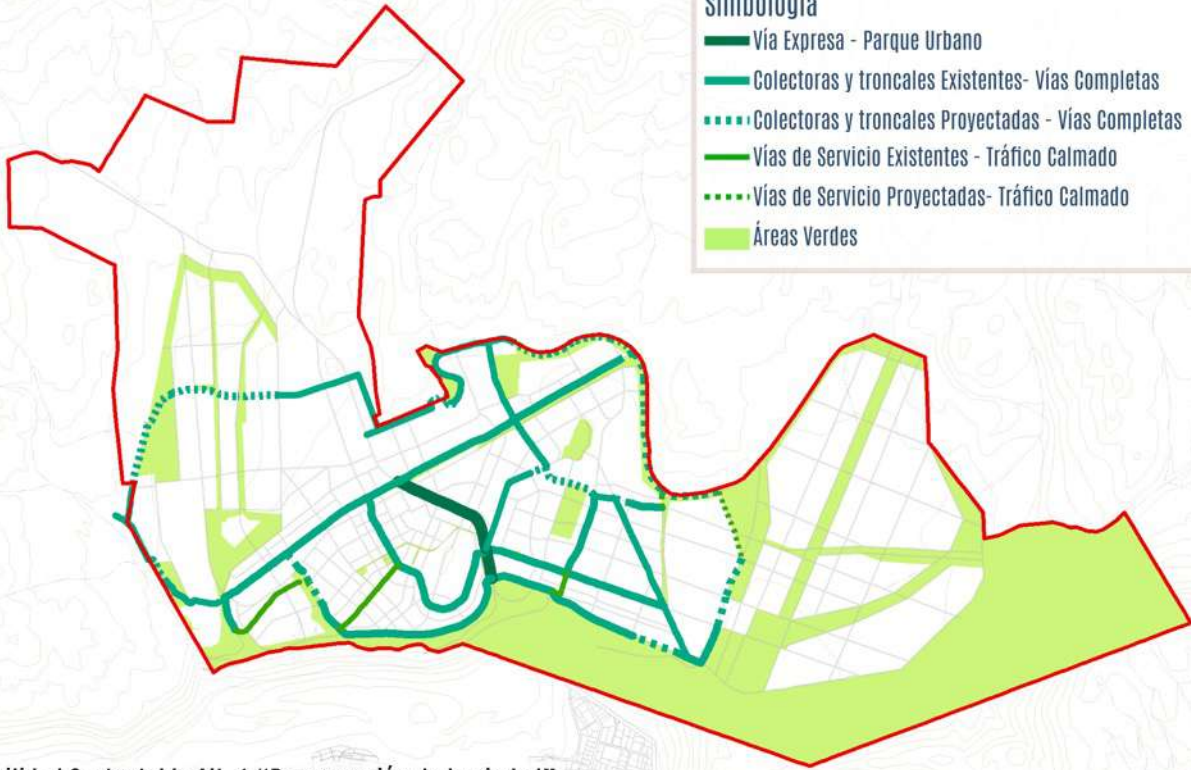 Simbología
Vía Expresa - Parque Urbano
Colectoras y troncales Existentes- Vías Completas
Colectoras y troncales Proyectadas - Vías Completas
Vías de Servicio Existentes - Tráfico Calmado
Vías de Servicio Proyectadas- Tráfico Calmado
Áreas Verdes